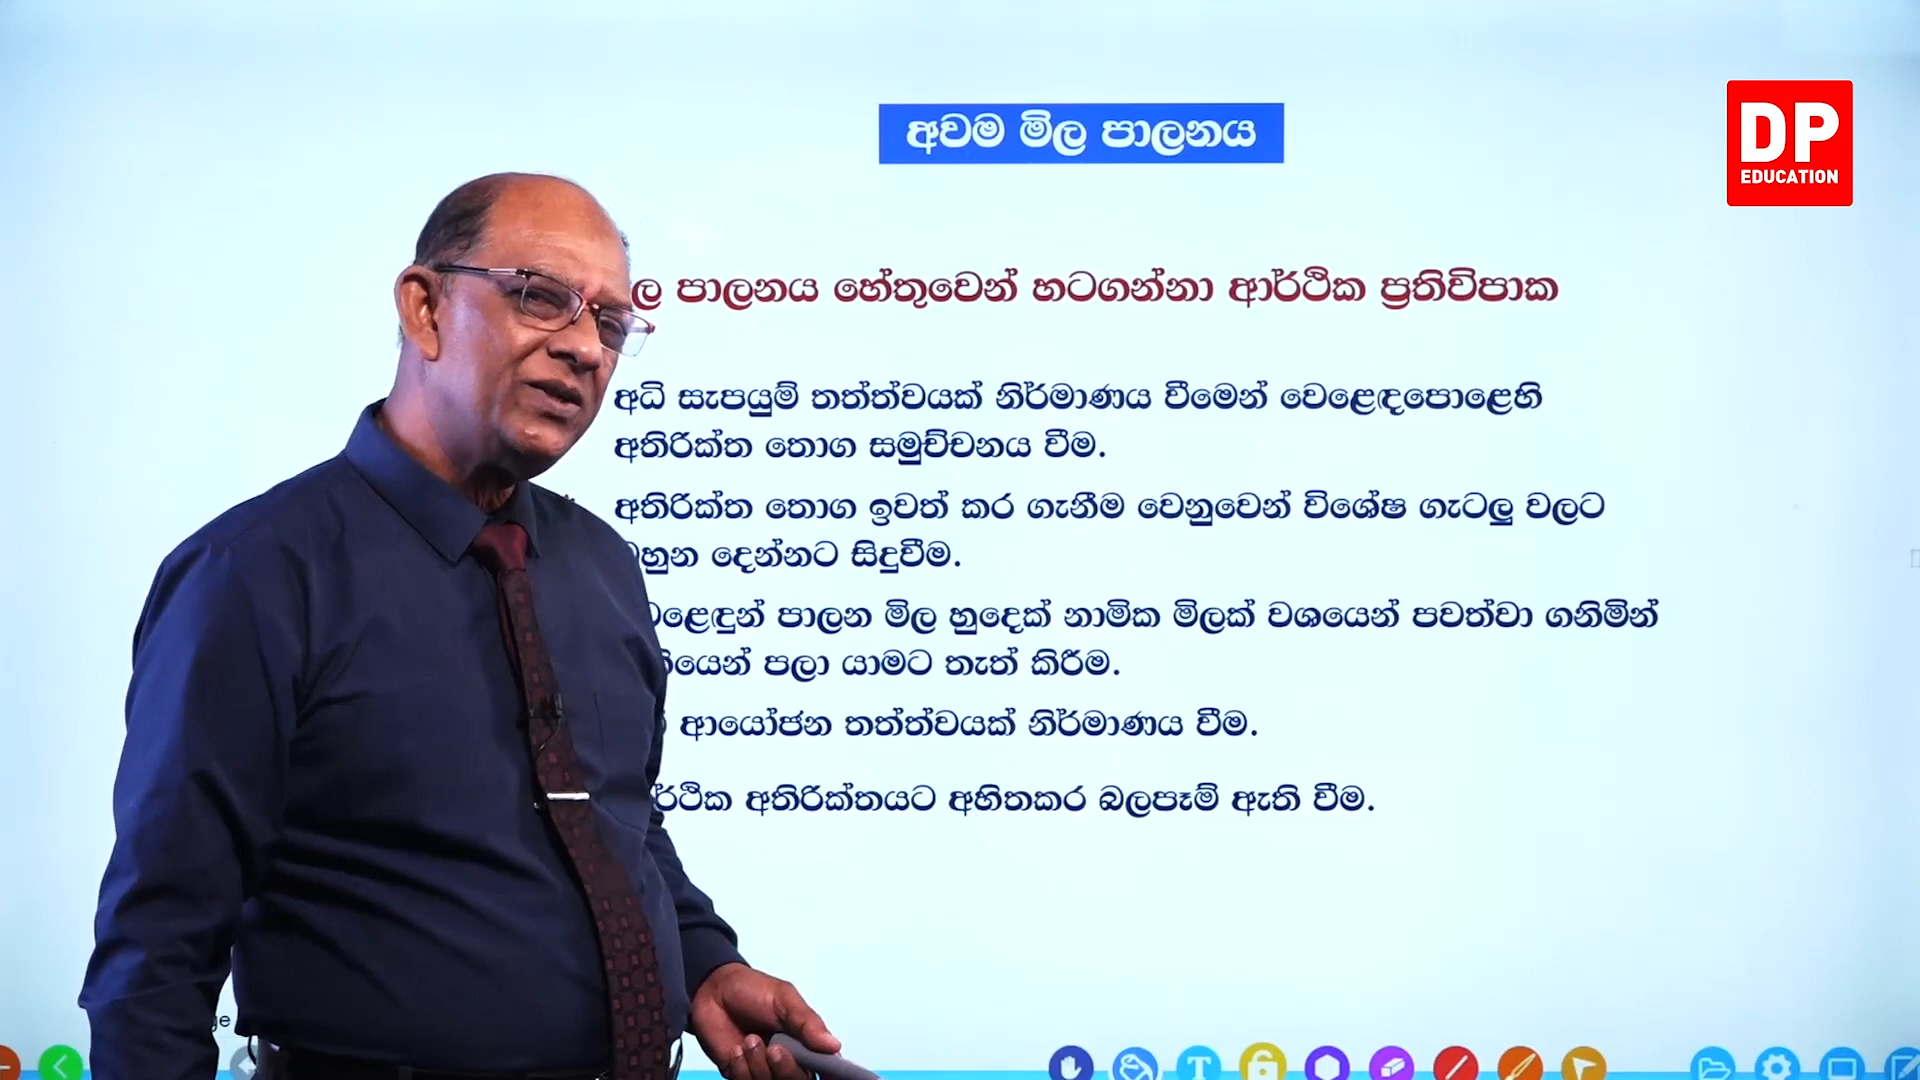 අවම මිල පාලනය
DP
EDUCATION
පාලනය හේතුවෙන් හටගන්නා ආර්ථික ප්‍රතිවිපාක
අධි සැපයුම් තත්ත්වයක් නිර්මාණය වීමෙන් වෙළෙඳපොළෙහි
අතිරික්ත තොග සමුච්චනය වීම.
අතිරික්ත තොග ඉවත් කර ගැනීම වෙනුවෙන් විශේෂ ගැටලු වලට
දෙන්නට සිදුවීම.
පාලන මිල හුදෙක් නාමික මිලක් වශයෙන් පවත්වා ගනිමින්
පලා යාමට තැත් කිරීම.
ආයෝජන තත්ත්වයක් නිර්මාණය වීම.
අතිරික්තයට අහිතකර බලපෑම් ඇති වීම.